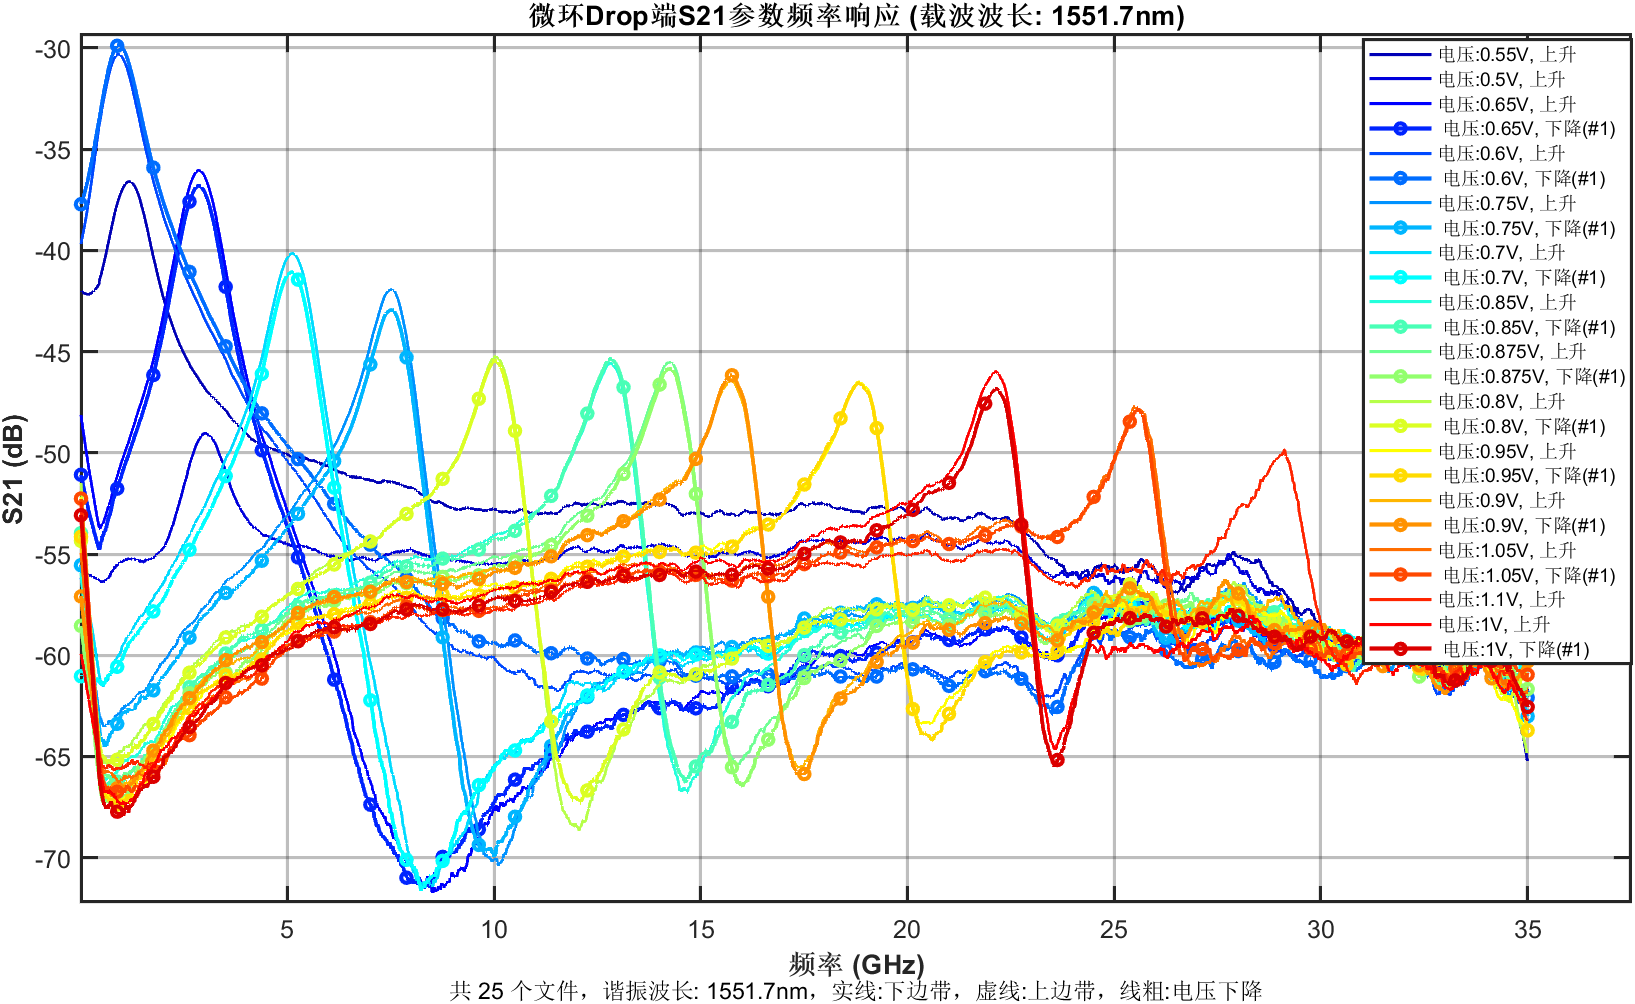 微环Drop端S21参数频率响应 (载波波长: 1551.7nm)
S21 (dB)
-30
-35
-40
-45
-50
-55
-60
-65
-70
5
10
15
20
25
30
35
频率 (GHz)
共 25 个文件，谐振波长: 1551.7nm，实线:下边带，虚线:上边带，线粗:电压下降
电压:0.55V, 上升
电压:0.5V, 上升
电压:0.65V, 上升
电压:0.65V, 下降(#1)
电压:0.6V, 上升
电压:0.6V, 下降(#1)
电压:0.75V, 上升
电压:0.75V, 下降(#1)
电压:0.7V, 上升
电压:0.7V, 下降(#1)
电压:0.85V, 上升
电压:0.85V, 下降(#1)
电压:0.875V, 上升
电压:0.875V, 下降(#1)
电压:0.8V, 上升
电压:0.8V, 下降(#1)
电压:0.95V, 上升
电压:0.95V, 下降(#1)
电压:0.9V, 上升
电压:0.9V, 下降(#1)
电压:1.05V, 上升
电压:1.05V, 下降(#1)
电压:1.1V, 上升
电压:1V, 上升
电压:1V, 下降(#1)